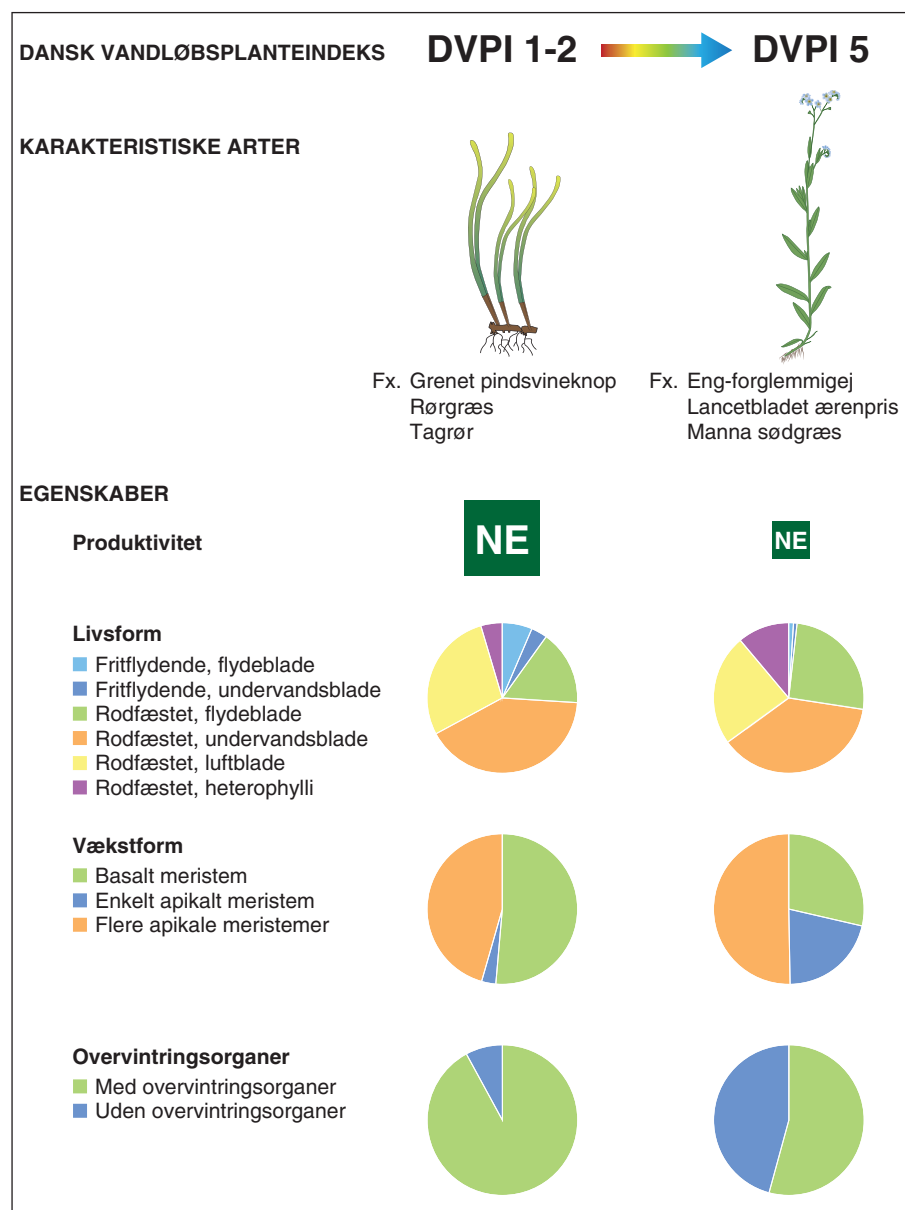 DANSK VANDLØBSPLANTEINDEKS DVPI 1-2 DVPI 5
KARAKTERISTISKE ARTER
Fx. Grenet pindsvineknop
Rørgræs
Tagrør
Fx. Eng-forglemmigej
Lancetbladet ærenpris
Manna sødgræs
EGENSKABER
Produktivitet NE NE
Livsform
Fritflydende, flydeblade
Fritflydende, undervandsblade
Rodfæstet, flydeblade
Rodfæstet, undervandsblade
Rodfæstet, luftblade
Rodfæstet, heterophylli
Vækstform
Basalt meristem
Enkelt apikalt meristem
Flere apikale meristemer
Overvintringsorganer
Med overvintringsorganer
Uden overvintringsorganer